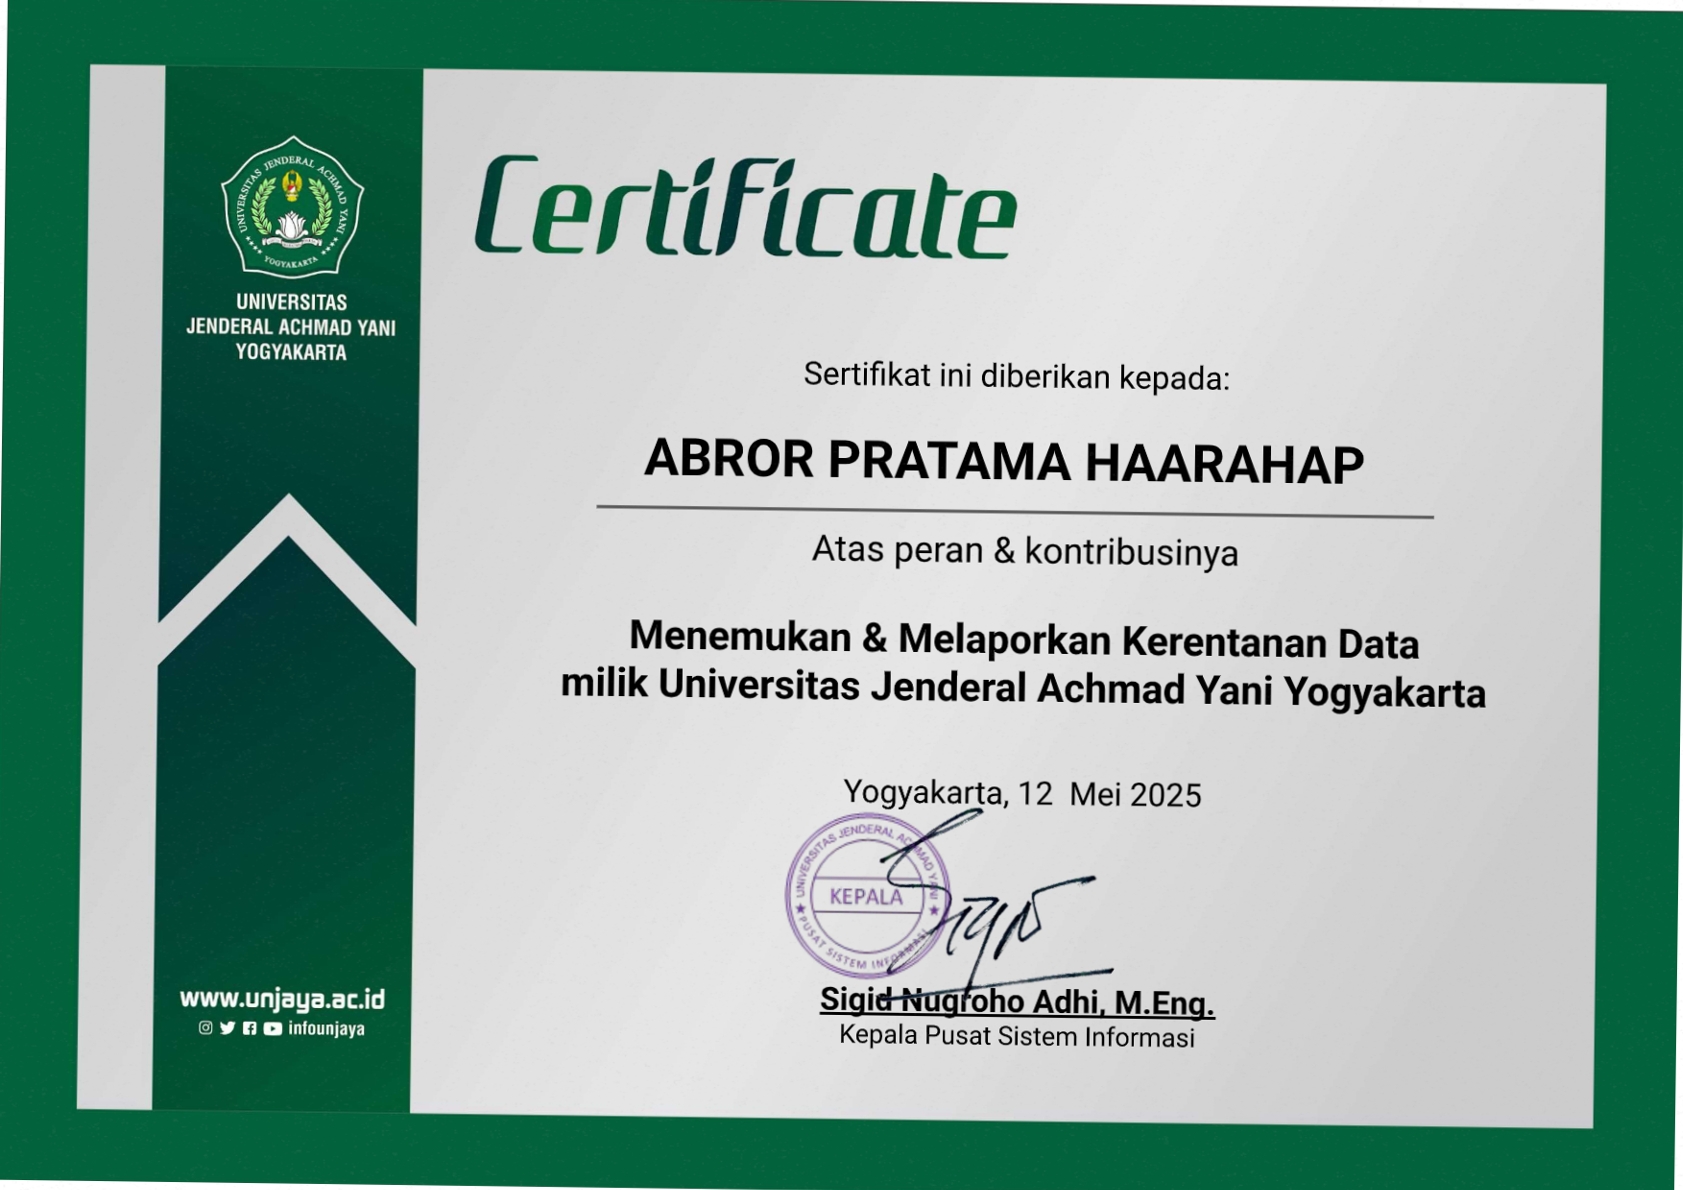 UNIVERSITAS JENDERAL ACHMAD YANI
YOGYAKARTA
UNIVERSITAS
JENDERAL ACHMAD YANI
YOGYAKARTA
Certificate
Sertifikat ini diberikan kepada:
ABROR PRATAMA HAARAHAP
Atas peran & kontribusinya
Menemukan & Melaporkan Kerentanan Data
milik Universitas Jenderal Achmad Yani Yogyakarta
Yogyakarta, 12 Mei 2025
UNIVERSITAS JENDERAL ACHMAD YANI
KEPALA
PUSAT SISTEM INFORMASI
Sigid Nugroho Adhi, M.Eng.
Kepala Pusat Sistem Informasi
www.unjaya.ac.id
infounjaya